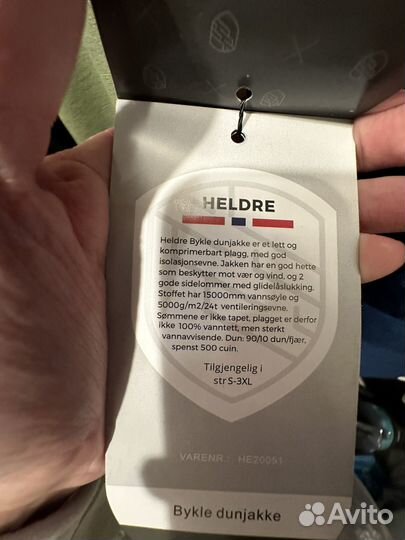 HELDRE
Heldre Bykle dunjakke er et lett og
komprimerbart plagg, med god
isolasjonsevne. Jakken har en god hette
som beskytter mot vær og vind, og 2
gode sidelommer med glidelåslukking.
Stoffet har 15000mm vannsøyle og
5000g/m2/24t ventileringsevne.
Sømmene er ikke tapet, plagget er derfor
ikke 100% vanntett, men sterkt
vannavvisende. Dun: 90/10 dun/fjær,
spenst 500 cuin.
Tilgjengelig i
str S-3XL
VARENR.: HE20051
Bykle dunjakke
Avito